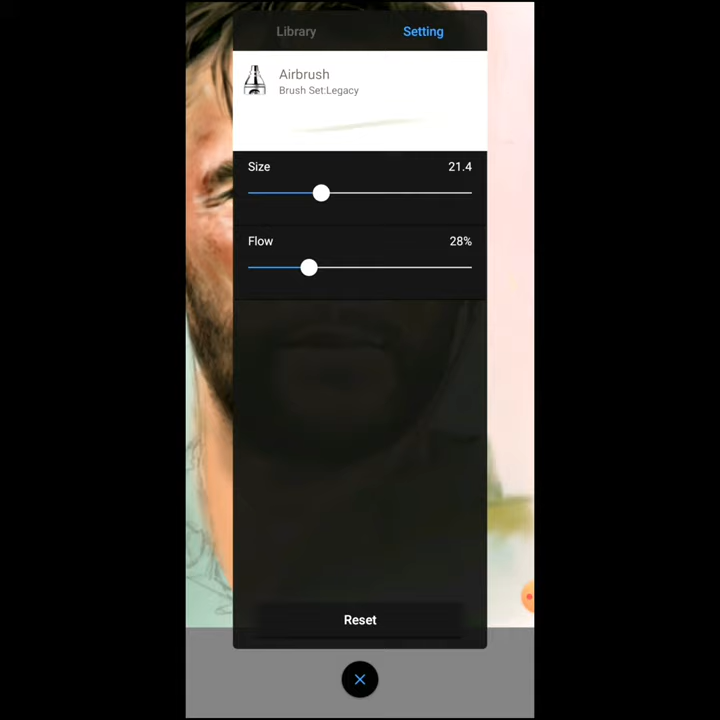 Library Setting
Airbrush
Brush Set:Legacy
Size 21.4
Flow 28%
Reset